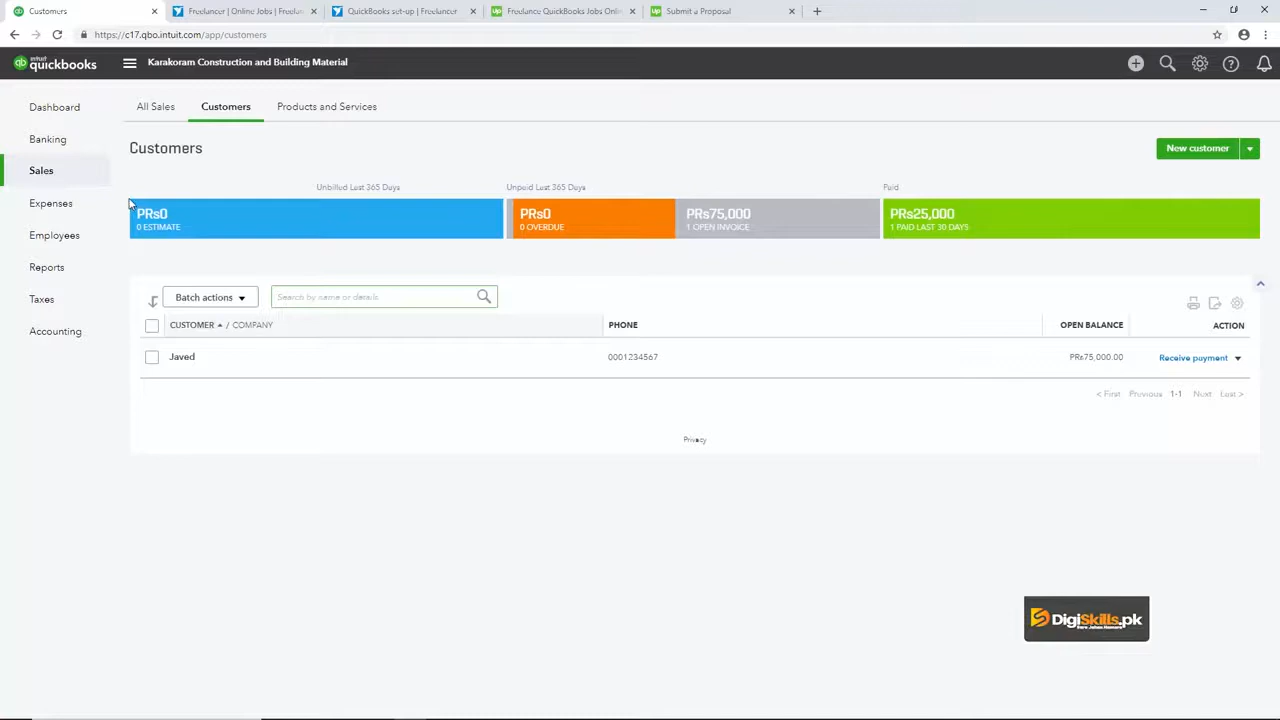 Customers
Freelancer | Online Jobs | Freelan
QuickBooks set-up | Freelancer
Freelance QuickBooks Jobs Onlin
Submit a Proposal
https://c17.qbo.intuit.com/app/customers
intuit
quickbooks
Karakoram Construction and Building Material
Dashboard
Banking
Sales
Expenses
Employees
Reports
Taxes
Accounting
All Sales
Customers
Products and Services
Customers
New customer
Unbilled Last 365 Days
Unpaid Last 365 Days
Paid
PRs0
0 ESTIMATE
PRs0
0 OVERDUE
PRs75,000
1 OPEN INVOICE
PRs25,000
1 PAID LAST 30 DAYS
Batch actions
Search by name or details
CUSTOMER / COMPANY
PHONE
OPEN BALANCE
ACTION
Javed
0001234567
PRs75,000.00
Receive payment
< First Previous 1-1 Next Last >
Privacy
DigiSkills.pk